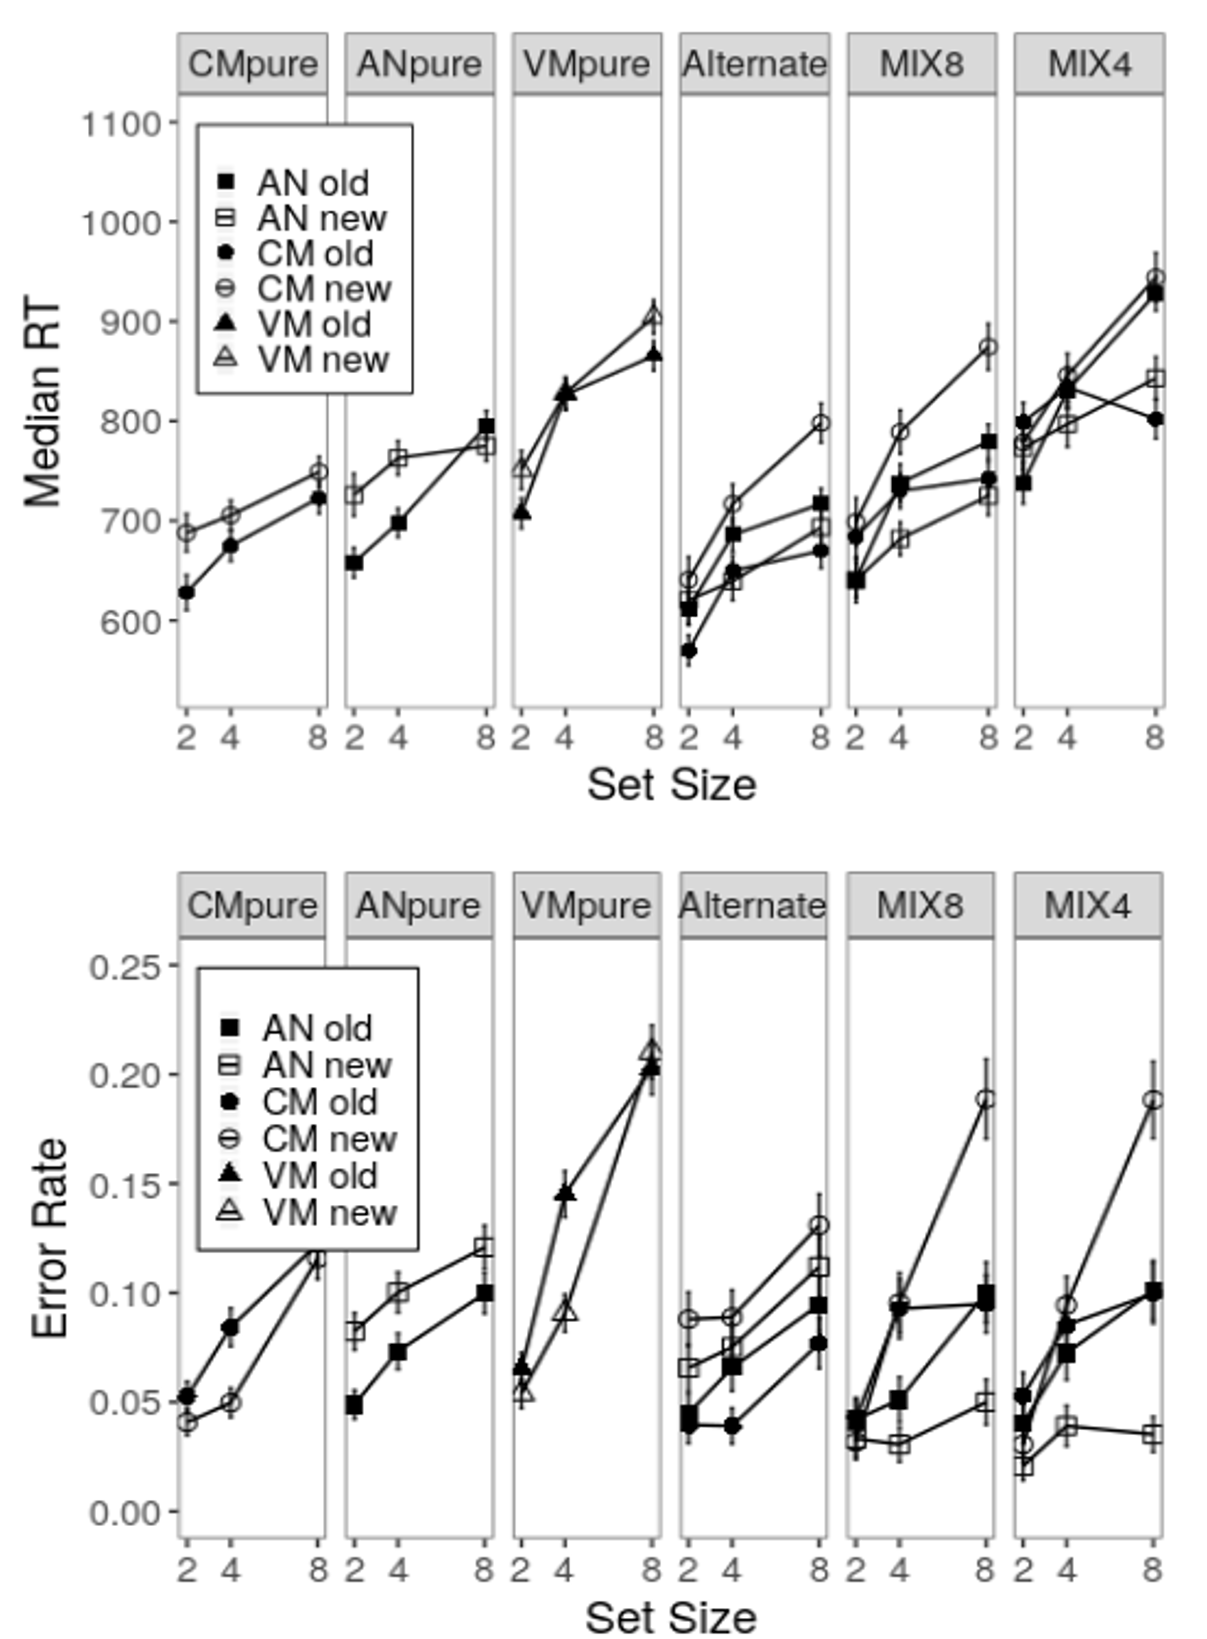 CMpure ANpure VMpure Alternate MIX8 MIX4
1100
1000
900
800
700
600
Median RT
AN old
AN new
CM old
CM new
VM old
VM new
2 4 8 2 4 8 2 4 8 2 4 8 2 4 8 2 4 8
Set Size
CMpure ANpure VMpure Alternate MIX8 MIX4
0.25
0.20
0.15
0.10
0.05
0.00
Error Rate
AN old
AN new
CM old
CM new
VM old
VM new
2 4 8 2 4 8 2 4 8 2 4 8 2 4 8 2 4 8
Set Size